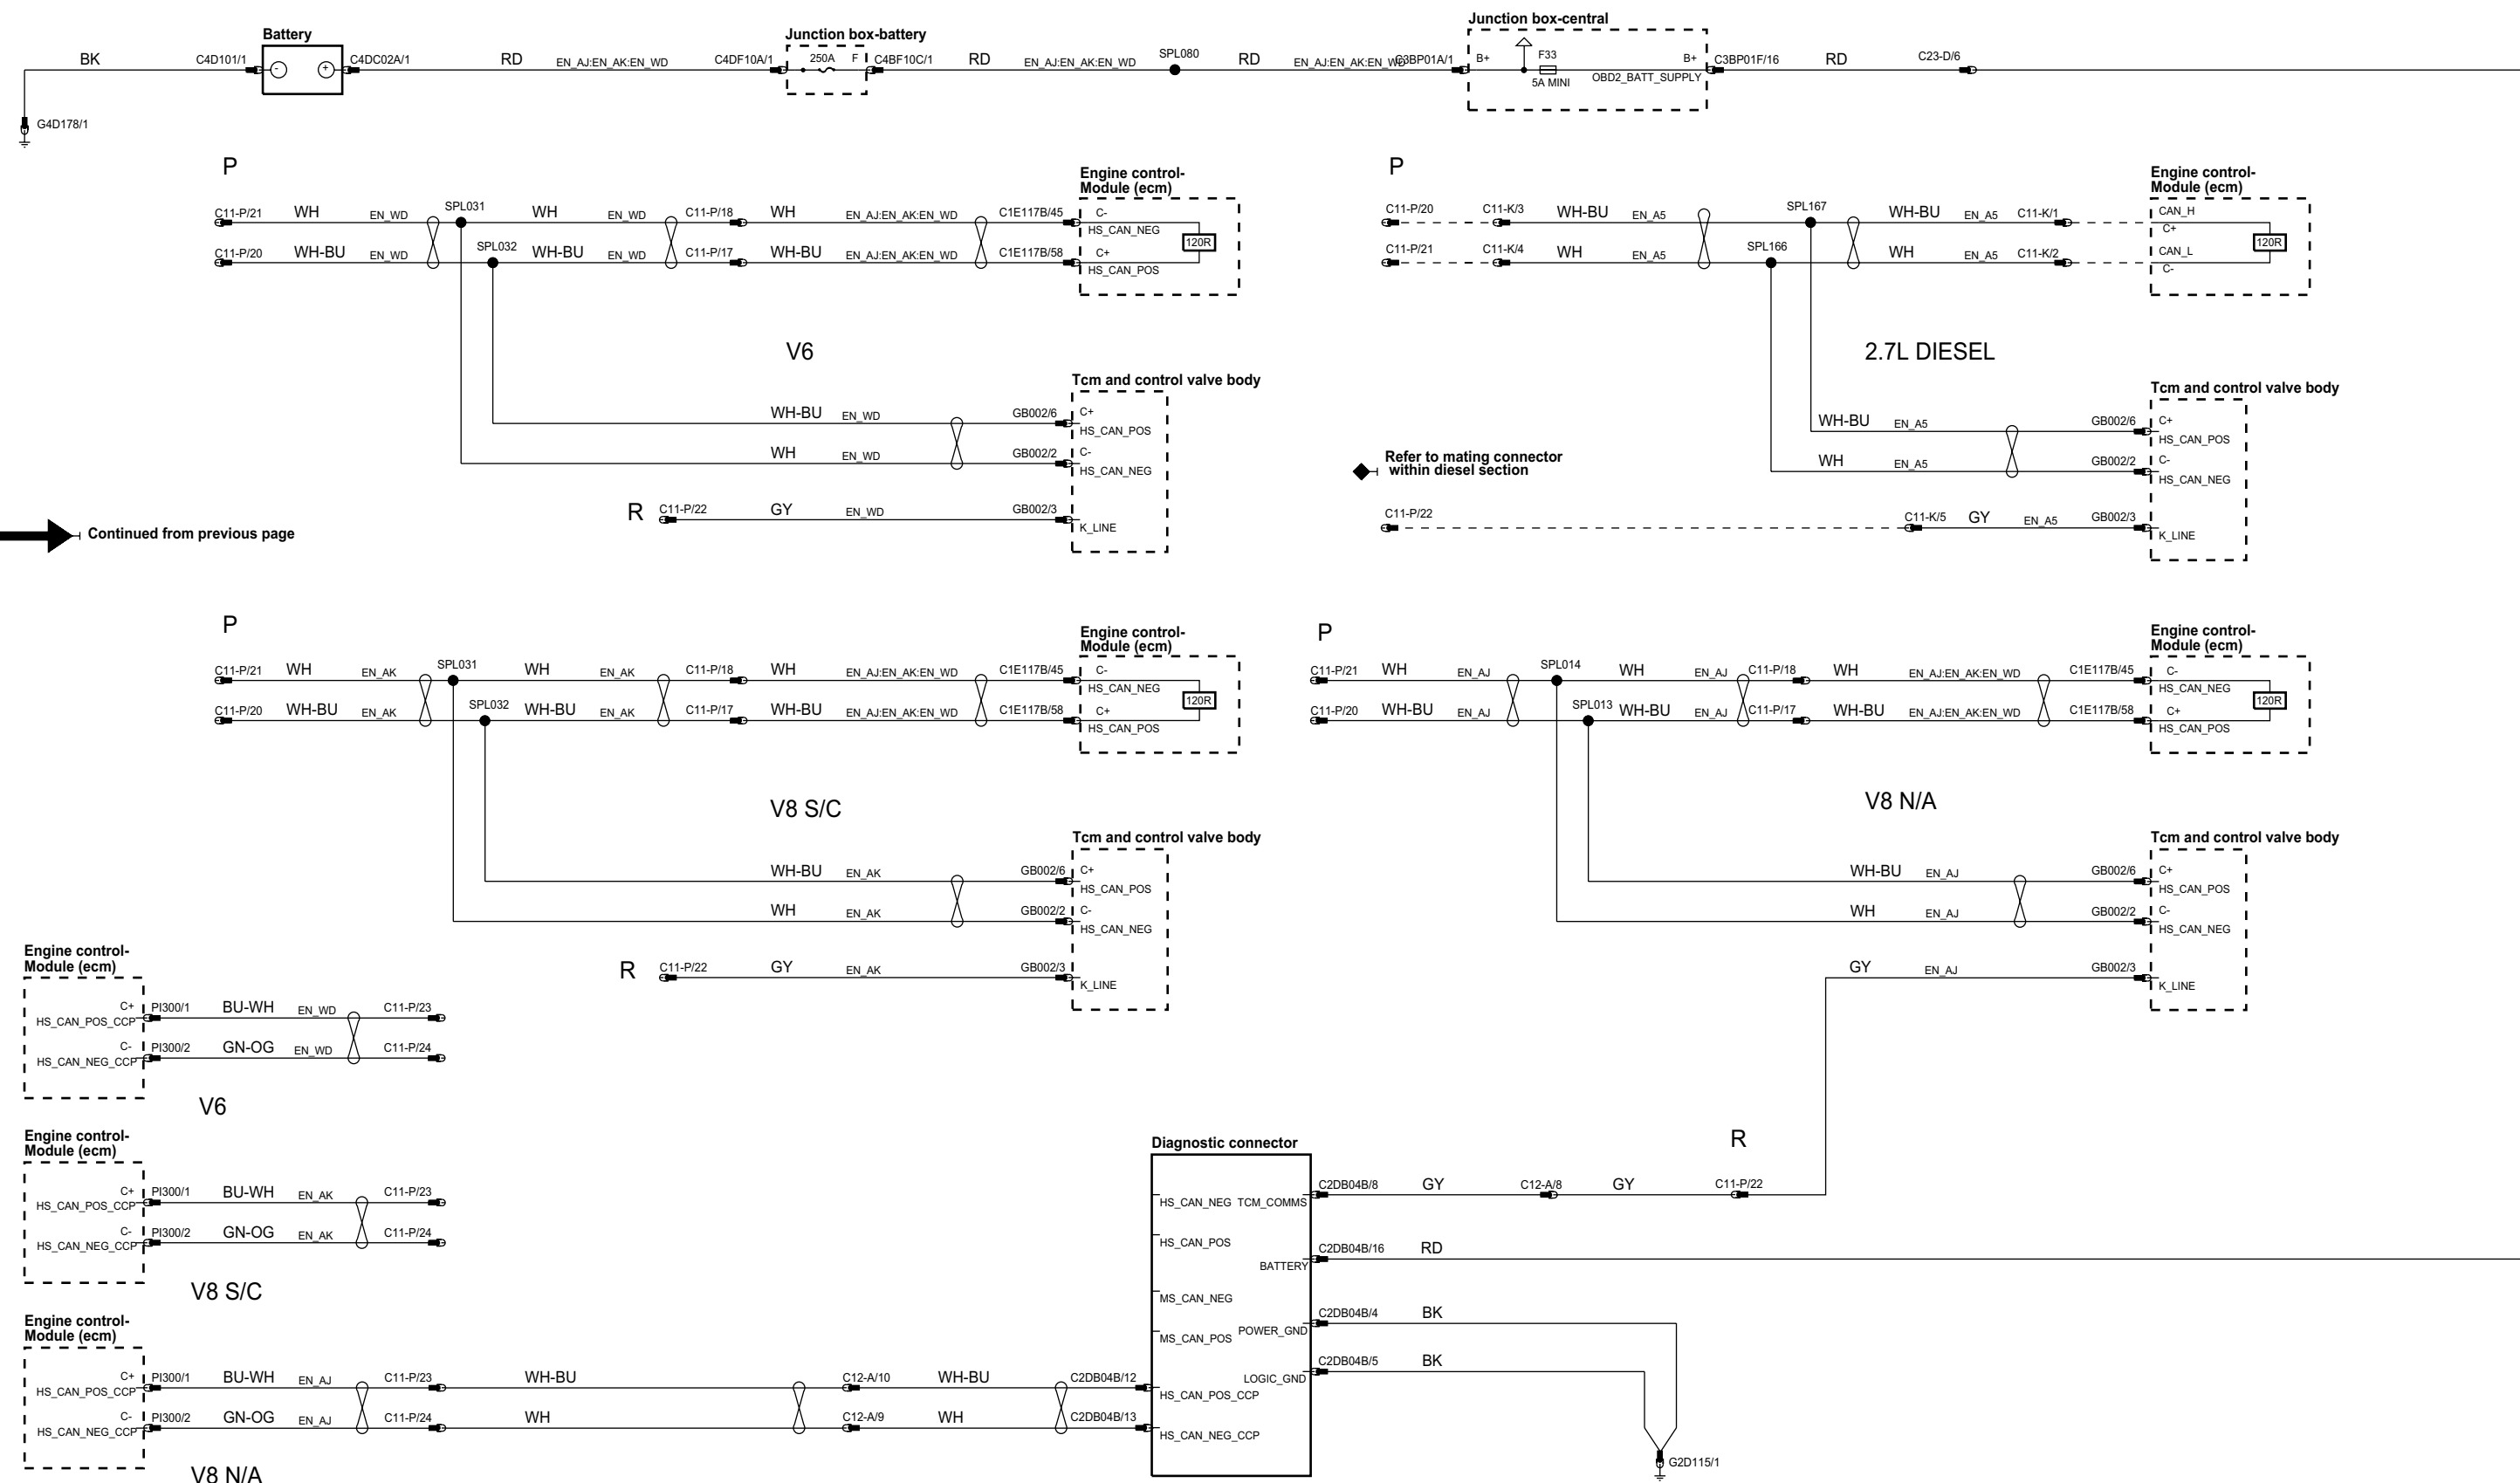 Battery
Junction box-battery
Junction box-central
BK
C4D101/1
-
+
C4DC02A/1
RD
EN_AJ:EN_AK:EN_WD
C4DF10A/1
250A
F
C4BF10C/1
RD
EN_AJ:EN_AK:EN_WD
SPL080
RD
EN_AJ:EN_AK:EN_WD
C3BP01A/1
B+
F33
5A MINI
B+
OBD2_BATT_SUPPLY
C3BP01F/16
RD
C23-D/6
G4D178/1
P
Engine control-
Module (ecm)
C11-P/21
WH
EN_WD
SPL031
WH
EN_WD
C11-P/18
WH
EN_AJ:EN_AK:EN_WD
C1E117B/45
C-
HS_CAN_NEG
120R
C11-P/20
WH-BU
EN_WD
SPL032
WH-BU
EN_WD
C11-P/17
WH-BU
EN_AJ:EN_AK:EN_WD
C1E117B/58
C+
HS_CAN_POS
V6
Tcm and control valve body
WH-BU
EN_WD
GB002/6
C+
HS_CAN_POS
WH
EN_WD
GB002/2
C-
HS_CAN_NEG
R
C11-P/22
GY
EN_WD
GB002/3
K_LINE
Continued from previous page
P
Engine control-
Module (ecm)
C11-P/20
C11-K/3
WH-BU
EN_A5
SPL167
WH-BU
EN_A5
C11-K/1
CAN_H
C+
120R
C11-P/21
C11-K/4
WH
EN_A5
SPL166
WH
EN_A5
C11-K/2
CAN_L
C-
2.7L DIESEL
Tcm and control valve body
WH-BU
EN_A5
GB002/6
C+
HS_CAN_POS
Refer to mating connector
within diesel section
WH
EN_A5
GB002/2
C-
HS_CAN_NEG
C11-P/22
C11-K/5
GY
EN_A5
GB002/3
K_LINE
P
Engine control-
Module (ecm)
C11-P/21
WH
EN_AK
SPL031
WH
EN_AK
C11-P/18
WH
EN_AJ:EN_AK:EN_WD
C1E117B/45
C-
HS_CAN_NEG
120R
C11-P/20
WH-BU
EN_AK
SPL032
WH-BU
EN_AK
C11-P/17
WH-BU
EN_AJ:EN_AK:EN_WD
C1E117B/58
C+
HS_CAN_POS
V8 S/C
Tcm and control valve body
WH-BU
EN_AK
GB002/6
C+
HS_CAN_POS
WH
EN_AK
GB002/2
C-
HS_CAN_NEG
R
C11-P/22
GY
EN_AK
GB002/3
K_LINE
P
Engine control-
Module (ecm)
C11-P/21
WH
EN_AJ
SPL014
WH
EN_AJ
C11-P/18
WH
EN_AJ:EN_AK:EN_WD
C1E117B/45
C-
HS_CAN_NEG
120R
C11-P/20
WH-BU
EN_AJ
SPL013
WH-BU
EN_AJ
C11-P/17
WH-BU
EN_AJ:EN_AK:EN_WD
C1E117B/58
C+
HS_CAN_POS
V8 N/A
Tcm and control valve body
WH-BU
EN_AJ
GB002/6
C+
HS_CAN_POS
WH
EN_AJ
GB002/2
C-
HS_CAN_NEG
GY
EN_AJ
GB002/3
K_LINE
Engine control-
Module (ecm)
C+
HS_CAN_POS_CCP
PI300/1
BU-WH
EN_WD
C11-P/23
C-
HS_CAN_NEG_CCP
PI300/2
GN-OG
EN_WD
C11-P/24
V6
Engine control-
Module (ecm)
C+
HS_CAN_POS_CCP
PI300/1
BU-WH
EN_AK
C11-P/23
C-
HS_CAN_NEG_CCP
PI300/2
GN-OG
EN_AK
C11-P/24
V8 S/C
Engine control-
Module (ecm)
C+
HS_CAN_POS_CCP
PI300/1
BU-WH
EN_AJ
C11-P/23
WH-BU
C12-A/10
WH-BU
C2DB04B/12
C-
HS_CAN_NEG_CCP
PI300/2
GN-OG
EN_AJ
C11-P/24
WH
C12-A/9
WH
C2DB04B/13
V8 N/A
Diagnostic connector
HS_CAN_NEG
TCM_COMMS
HS_CAN_POS
BATTERY
MS_CAN_NEG
MS_CAN_POS
POWER_GND
LOGIC_GND
HS_CAN_POS_CCP
HS_CAN_NEG_CCP
C2DB04B/8
GY
C12-A/8
GY
C11-P/22
R
C2DB04B/16
RD
C2DB04B/4
BK
C2DB04B/5
BK
G2D115/1